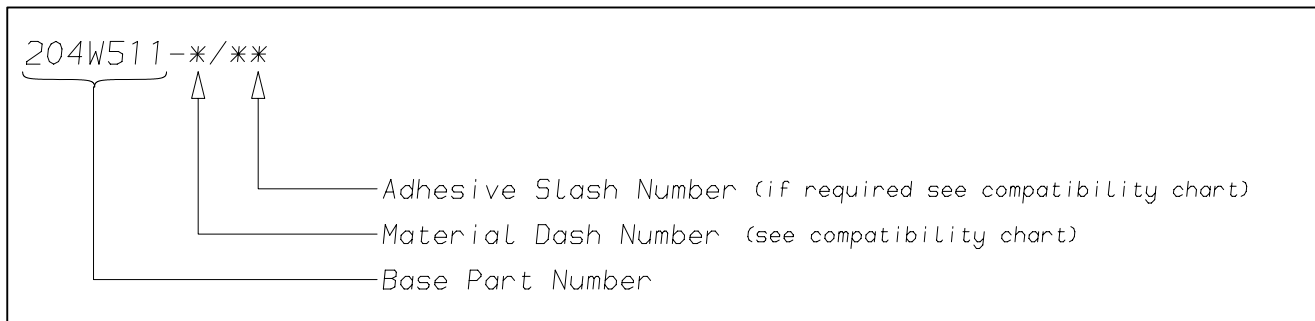 204W511-*/**
Adhesive Slash Number (if required see compatibility chart)
Material Dash Number (see compatibility chart)
Base Part Number